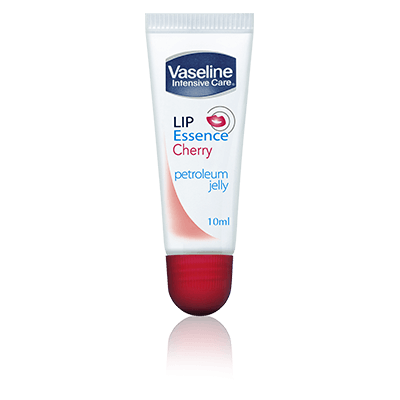 Vaseline
Intensive Care®
LIP
Essence
Cherry
petroleum
jelly
10ml